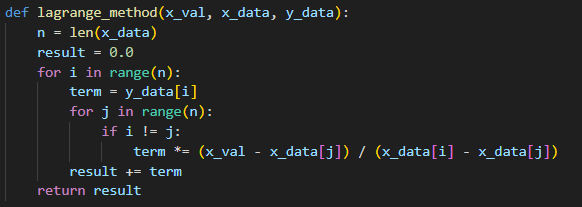 def lagrange_method(x_val, x_data, y_data):
    n = len(x_data)
    result = 0.0
    for i in range(n):
        term = y_data[i]
        for j in range(n):
            if i != j:
                term *= (x_val - x_data[j]) / (x_data[i] - x_data[j])
        result += term
    return result